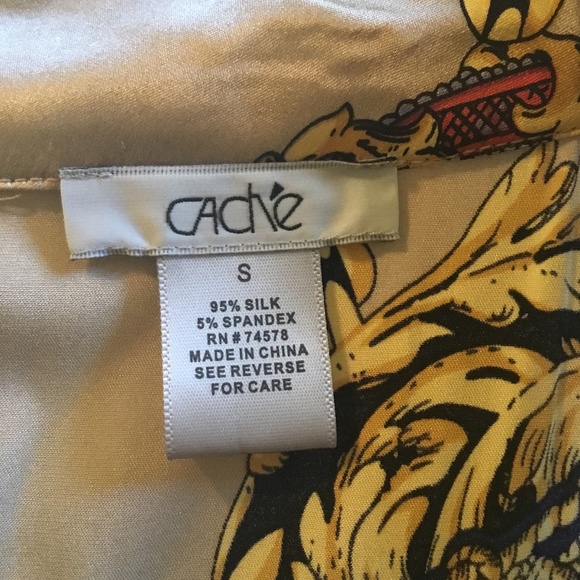 CAché
S
95% SILK
5% SPANDEX
RN # 74578
MADE IN CHINA
SEE REVERSE
FOR CARE